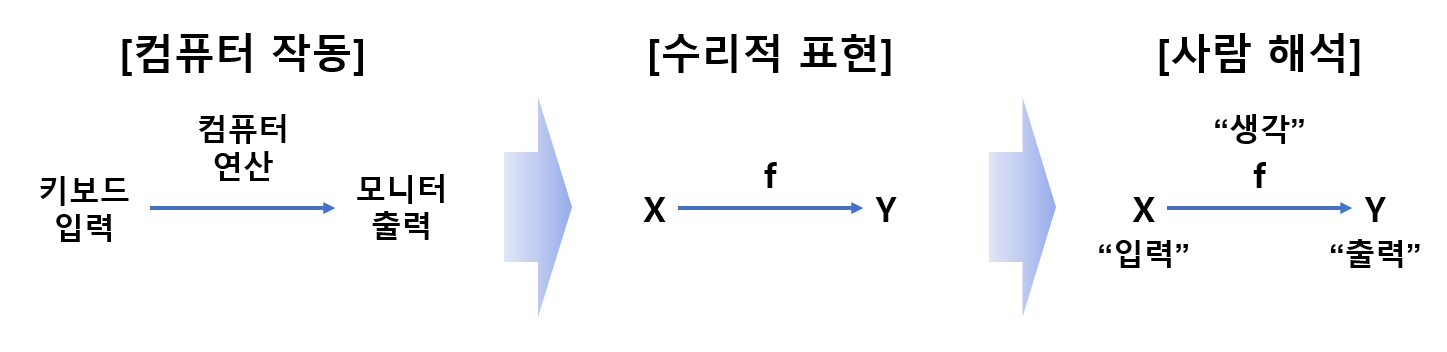 [컴퓨터 작동]
컴퓨터
연산
키보드
입력
모니터
출력
[수리적 표현]
f
X
Y
[사람 해석]
“생각”
f
X
Y
“입력”
“출력”